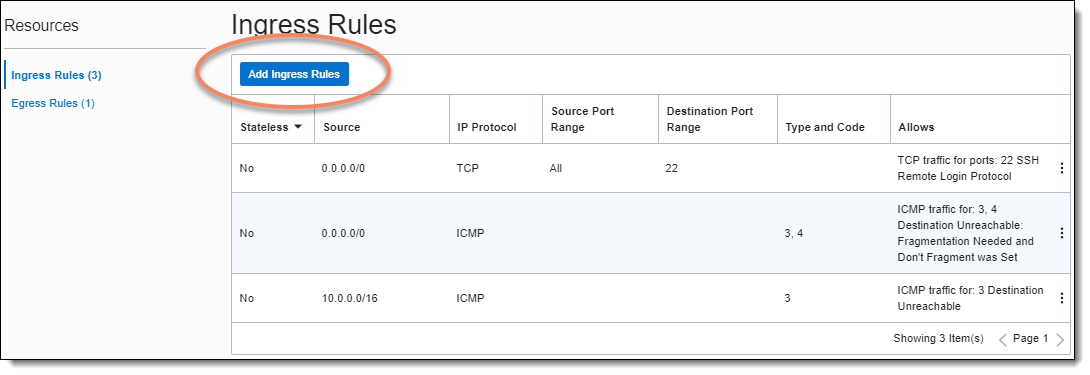 Resources
Ingress Rules (3)
Egress Rules (1)
Ingress Rules
Add Ingress Rules
Stateless Source IP Protocol Source Port Range Destination Port Range Type and Code Allows
No 0.0.0.0/0 TCP All 22 TCP traffic for ports: 22 SSH
Remote Login Protocol
No 0.0.0.0/0 ICMP 3, 4 ICMP traffic for: 3, 4
Destination Unreachable:
Fragmentation Needed and
Don't Fragment was Set
No 10.0.0.0/16 ICMP 3 ICMP traffic for: 3 Destination
Unreachable
Showing 3 Item(s) Page 1